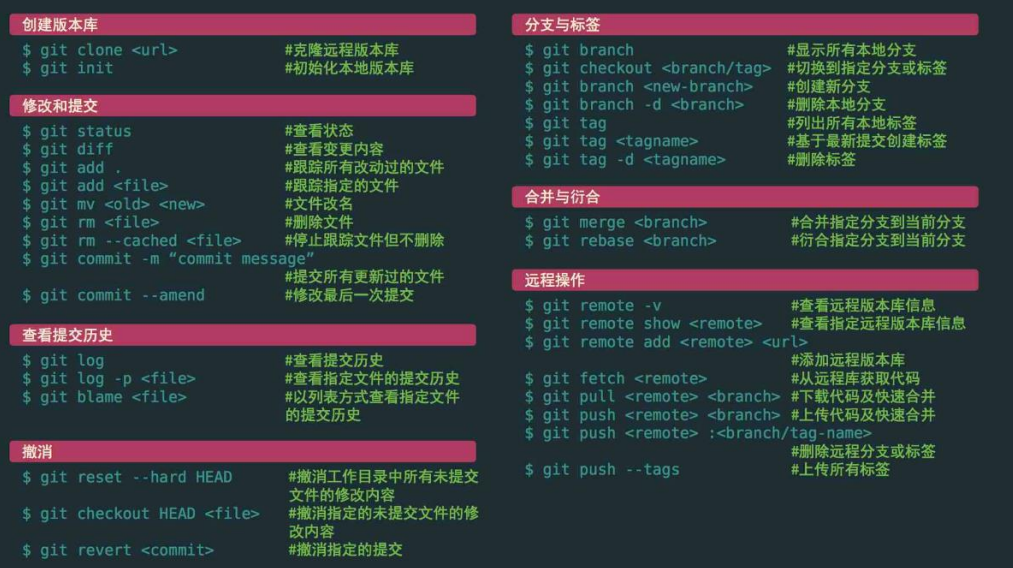 创建版本库
$ git clone <url> #克隆远程版本库
$ git init #初始化本地版本库
修改和提交
$ git status #查看状态
$ git diff #查看变更内容
$ git add . #跟踪所有改动过的文件
$ git add <file> #跟踪指定的文件
$ git mv <old> <new> #文件改名
$ git rm <file> #删除文件
$ git rm --cached <file> #停止跟踪文件但不删除
$ git commit -m “commit message”
#提交所有更新过的文件
$ git commit --amend #修改最后一次提交
查看提交历史
$ git log #查看提交历史
$ git log -p <file> #查看指定文件的提交历史
$ git blame <file> #以列表方式查看指定文件
的提交历史
撤消
$ git reset --hard HEAD #撤消工作目录中所有未提交
文件的修改内容
$ git checkout HEAD <file> #撤消指定的未提交文件的修
改内容
$ git revert <commit> #撤消指定的提交
分支与标签
$ git branch #显示所有本地分支
$ git checkout <branch/tag> #切换到指定分支或标签
$ git branch <new-branch> #创建新分支
$ git branch -d <branch> #删除本地分支
$ git tag #列出所有本地标签
$ git tag <tagname> #基于最新提交创建标签
$ git tag -d <tagname> #删除标签
合并与衍合
$ git merge <branch> #合并指定分支到当前分支
$ git rebase <branch> #衍合指定分支到当前分支
远程操作
$ git remote -v #查看远程版本库信息
$ git remote show <remote> #查看指定远程版本库信息
$ git remote add <remote> <url>
#添加远程版本库
$ git fetch <remote> #从远程库获取代码
$ git pull <remote> <branch> #下载代码及快速合并
$ git push <remote> <branch> #上传代码及快速合并
$ git push <remote> :<branch/tag-name>
#删除远程分支或标签
$ git push --tags #上传所有标签